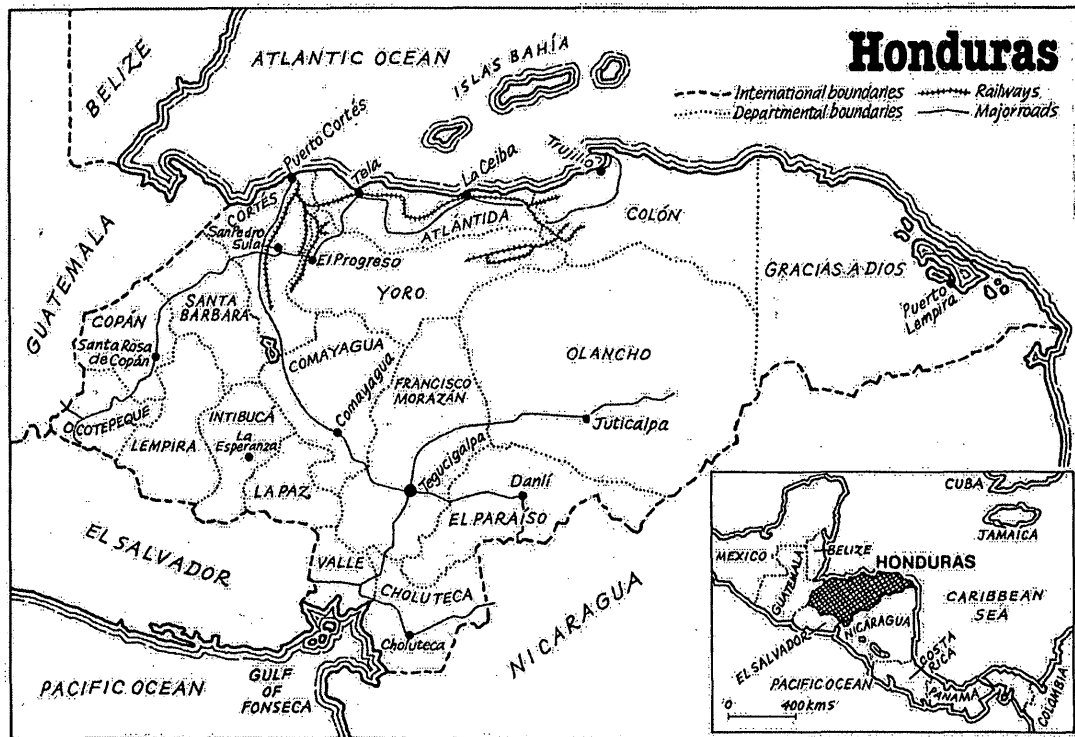 Honduras
International boundaries
Railways
Departmental boundaries
Major roads
BELIZE
ATLANTIC OCEAN
ISLAS BAHÍA
Puerto Cortés
Tela
La Ceiba
Trujillo
CORTÉS
San Pedro
Sula
ATLÁNTIDA
COLÓN
El Progreso
GUATEMALA
GRACIAS A DIOS
Puerto
Lempira
YORO
SANTA
BÁRBARA
COPÁN
Santa Rosa
de Copán
COMAYAGUA
OLANCHO
FRANCISCO
MORAZÁN
Comayagua
OCOTEPEQUE
INTIBUCÁ
La
Esperanza
LEMPIRA
Juticalpa
Tegucigalpa
LA PAZ
Danlí
EL PARAÍSO
EL SALVADOR
VALLE
CHOLUTECA
Choluteca
NICARAGUA
GULF
OF
FONSECA
PACIFIC OCEAN
CUBA
JAMAICA
MEXICO
BELIZE
HONDURAS
GUATEMALA
CARIBBEAN
SEA
NICARAGUA
EL SALVADOR
POSTA
RICA
PACIFIC OCEAN
PANAMA
COLOMBIA
0 400 kms